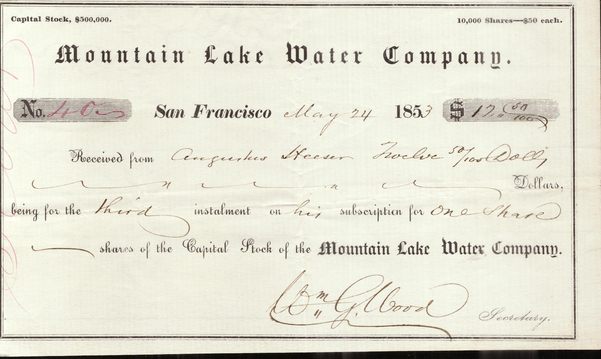 Capital Stock, $500,000. 10,000 Shares—$50 each.
Mountain Lake Water Company.
No. 40 San Francisco May 24 1853 $ 12 50/100
Received from Augustus Heeser Twelve 50/100 Doll,
" " " Dollars,
being for the third instalment on his subscription for One Share
shares of the Capital Stock of the Mountain Lake Water Company.
Wm G. Wood Secretary.